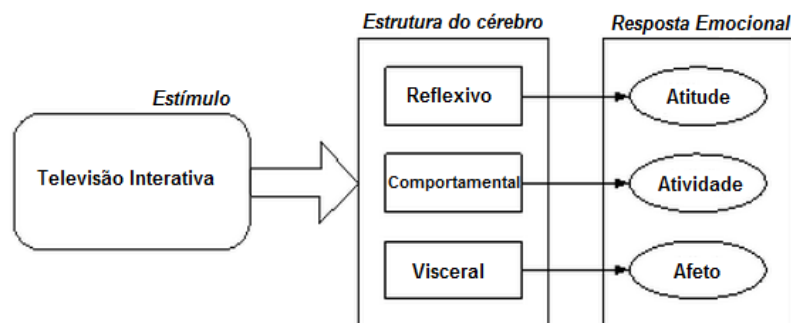 Estrutura do cérebro
Resposta Emocional
Estímulo
Reflexivo
Atitude
Televisão Interativa
Comportamental
Atividade
Visceral
Afeto